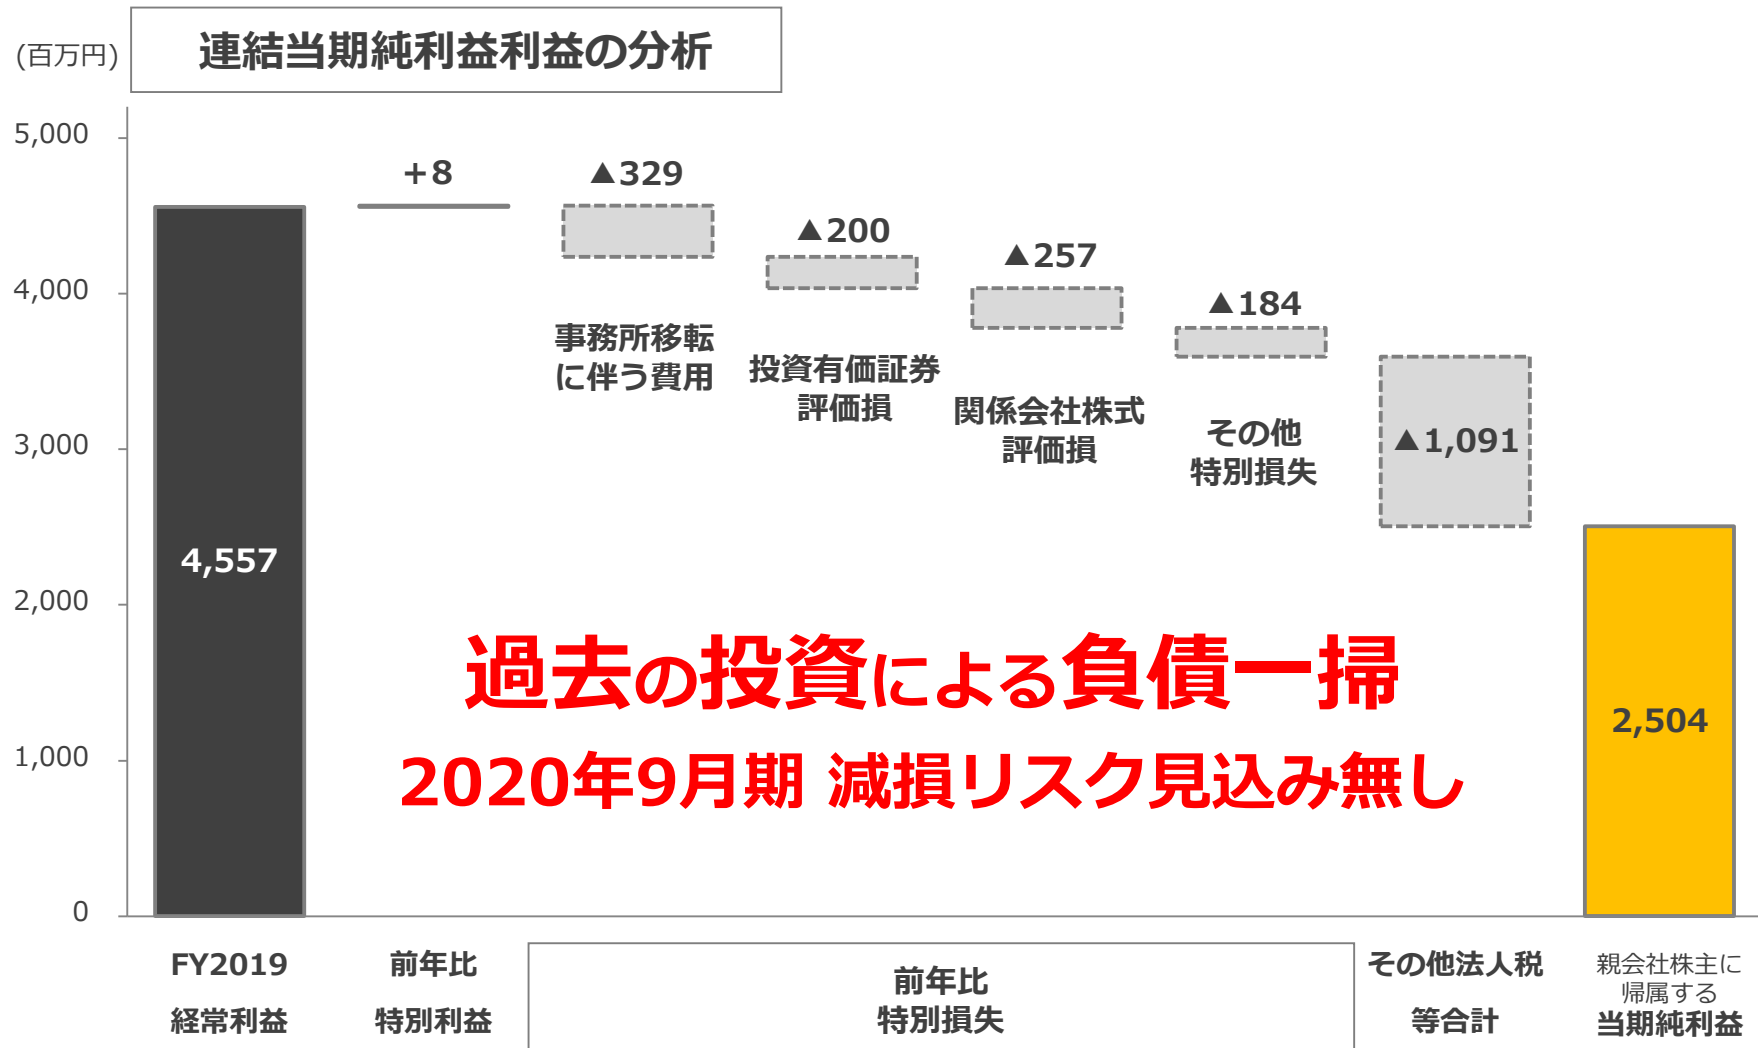 (百万円)
連結当期純利益利益の分析
5,000
4,000
3,000
2,000
1,000
0
4,557
+8
▲329
事務所移転
に伴う費用
▲200
投資有価証券
評価損
▲257
関係会社株式
評価損
▲184
その他
特別損失
▲1,091
2,504
過去の投資による負債一掃
2020年9月期 減損リスク見込み無し
FY2019
経常利益
前年比
特別利益
前年比
特別損失
その他法人税
等合計
親会社株主に
帰属する
当期純利益